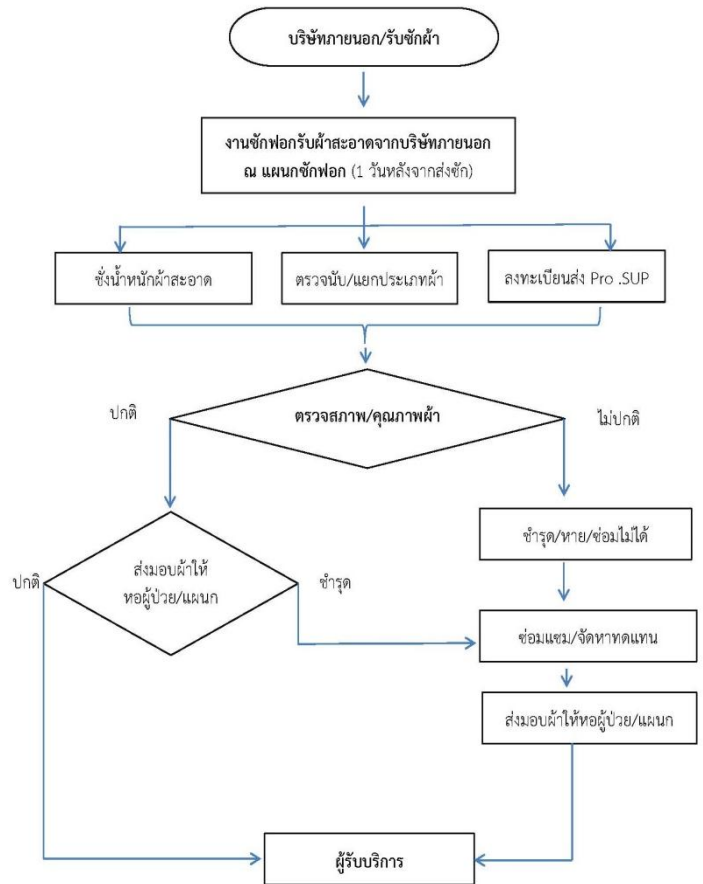 บริษัทภายนอก/รับซักผ้า
งานซักฟอกรับผ้าสะอาดจากบริษัทภายนอก
ณ แผนกซักฟอก (1 วันหลังจากส่งซัก)
ชั่งน้ำหนักผ้าสะอาด
ตรวจนับ/แยกประเภทผ้า
ลงทะเบียนส่ง Pro .SUP
ปกติ
ตรวจสภาพ/คุณภาพผ้า
ไม่ปกติ
ชำรุด/หาย/ซ่อมไม่ได้
ปกติ
ส่งมอบผ้าให้
หอผู้ป่วย/แผนก
ชำรุด
ซ่อมแซม/จัดหาทดแทน
ส่งมอบผ้าให้หอผู้ป่วย/แผนก
ผู้รับบริการ